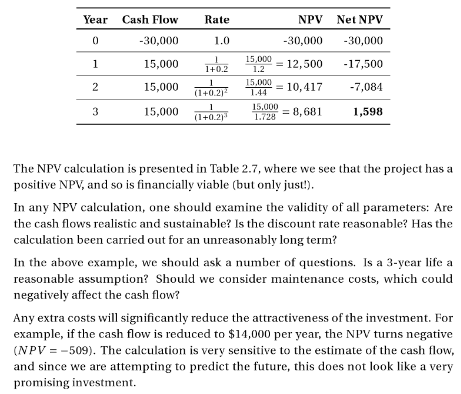 Year Cash Flow Rate NPV Net NPV
0 -30,000 1.0 -30,000 -30,000
1 15,000 1/1+0.2 15,000/1.2 = 12,500 -17,500
2 15,000 1/(1+0.2)² 15,000/1.44 = 10,417 -7,084
3 15,000 1/(1+0.2)³ 15,000/1.728 = 8,681 1,598
The NPV calculation is presented in Table 2.7, where we see that the project has a
positive NPV, and so is financially viable (but only just!).
In any NPV calculation, one should examine the validity of all parameters: Are
the cash flows realistic and sustainable? Is the discount rate reasonable? Has the
calculation been carried out for an unreasonably long term?
In the above example, we should ask a number of questions. Is a 3-year life a
reasonable assumption? Should we consider maintenance costs, which could
negatively affect the cash flow?
Any extra costs will significantly reduce the attractiveness of the investment. For
example, if the cash flow is reduced to $14,000 per year, the NPV turns negative
(NPV = −509). The calculation is very sensitive to the estimate of the cash flow,
and since we are attempting to predict the future, this does not look like a very
promising investment.